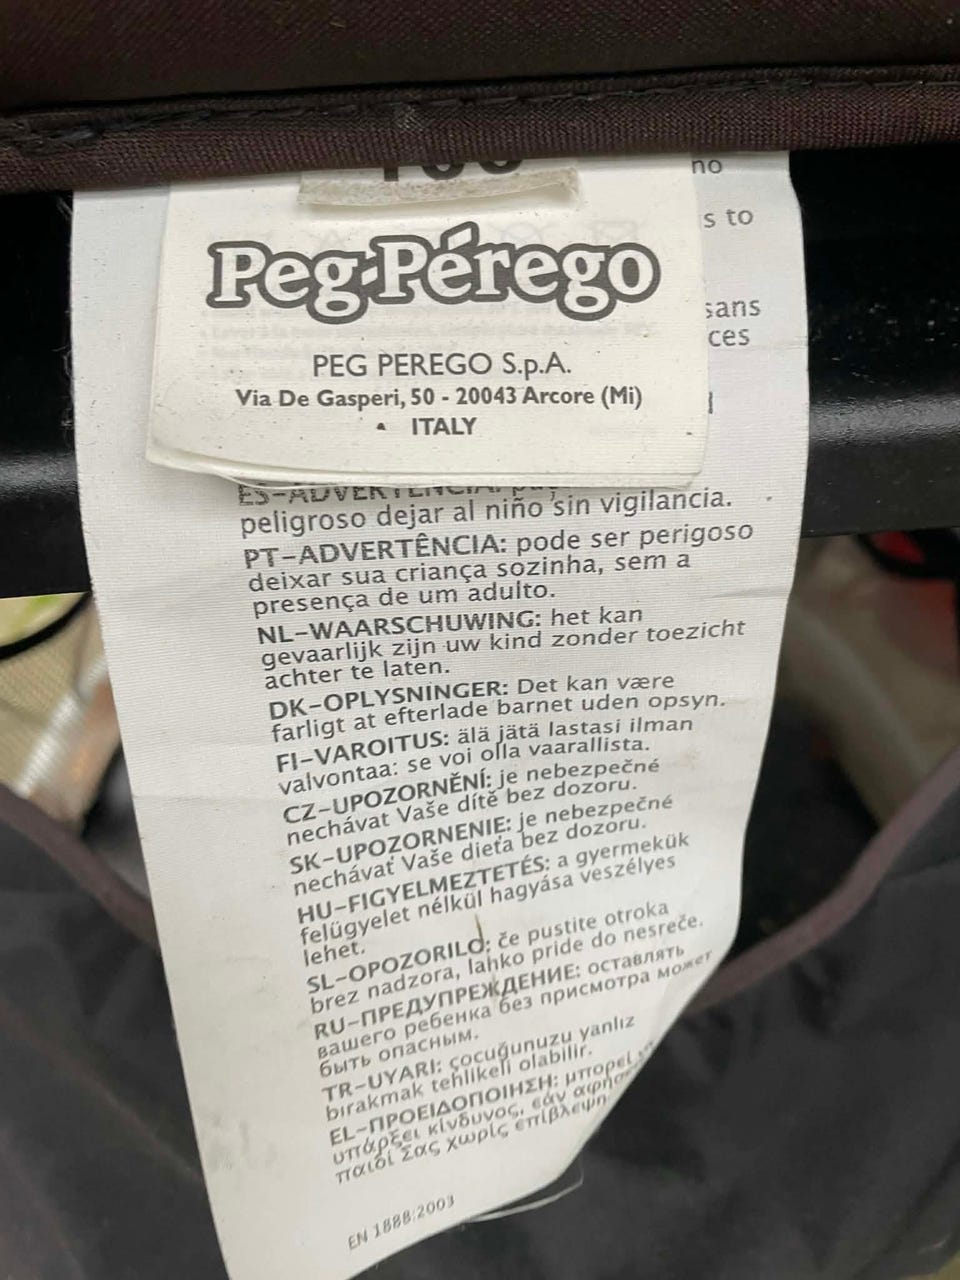 no
s to
sans
ces
Peg-Pérego
PEG PEREGO S.p.A.
Via De Gasperi, 50 - 20043 Arcore (Mi)
ITALY
ES-ADVERTENCIA:
peligroso dejar al niño sin vigilancia.
PT-ADVERTÊNCIA: pode ser perigoso
deixar sua criança sozinha, sem a
presença de um adulto.
NL-WAARSCHUWING: het kan
gevaarlijk zijn uw kind zonder toezicht
achter te laten.
DK-OPLYSNINGER: Det kan være
farligt at efterlade barnet uden opsyn.
FI-VAROITUS: älä jätä lastasi ilman
valvontaa: se voi olla vaarallista.
CZ-UPOZORNĚNÍ: je nebezpečné
nechávat Vaše dítě bez dozoru.
SK-UPOZORNENIE: je nebezpečné
nechávať Vaše dieťa bez dozoru.
HU-FIGYELMEZTETÉS: a gyermekük
felügyelet nélkül hagyása veszélyes
lehet.
SL-OPOZORILO: če pustite otroka
brez nadzora, lahko pride do nesreče.
RU-ПРЕДУПРЕЖДЕНИЕ: оставлять
вашего ребенка без присмотра может
быть опасным.
TR-UYARI: çocuğunuzu yanlız
bırakmak tehlikeli olabilir.
EL-ΠΡΟΕΙΔΟΠΟΙΗΣΗ: μπορεί
υπάρξει κίνδυνος, εάν
παιδί Σας χωρίς
EN 1888:2003